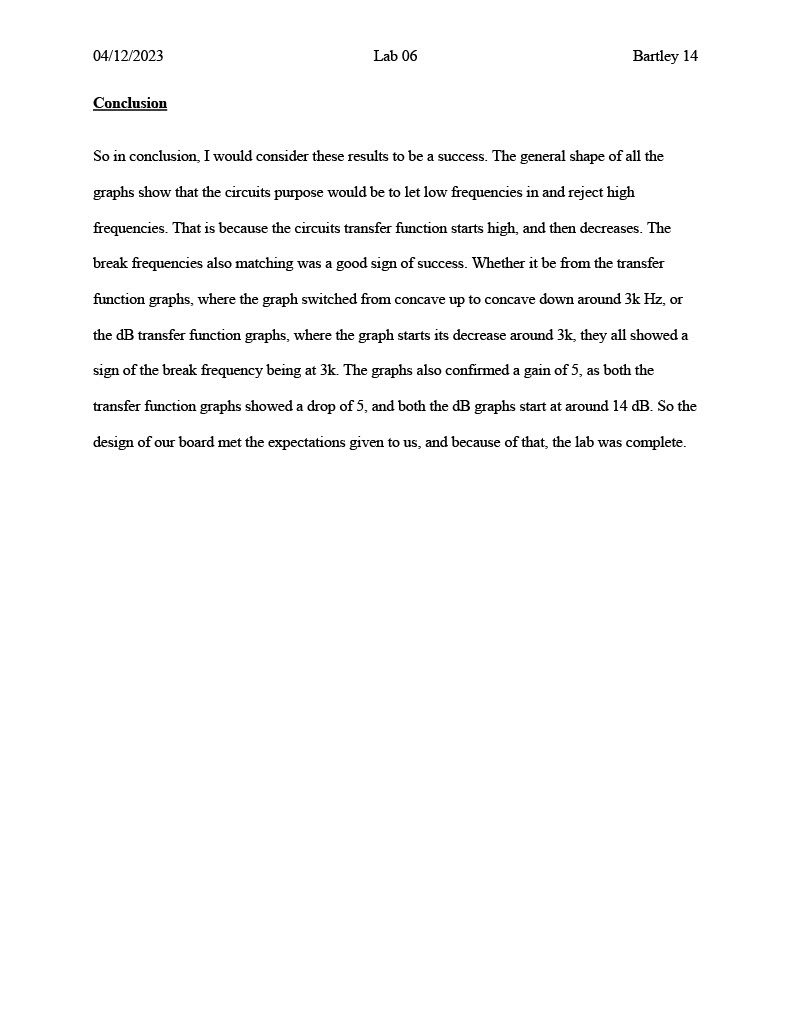 04/12/2023 Lab 06 Bartley 14
Conclusion
So in conclusion, I would consider these results to be a success. The general shape of all the
graphs show that the circuits purpose would be to let low frequencies in and reject high
frequencies. That is because the circuits transfer function starts high, and then decreases. The
break frequencies also matching was a good sign of success. Whether it be from the transfer
function graphs, where the graph switched from concave up to concave down around 3k Hz, or
the dB transfer function graphs, where the graph starts its decrease around 3k, they all showed a
sign of the break frequency being at 3k. The graphs also confirmed a gain of 5, as both the
transfer function graphs showed a drop of 5, and both the dB graphs start at around 14 dB. So the
design of our board met the expectations given to us, and because of that, the lab was complete.